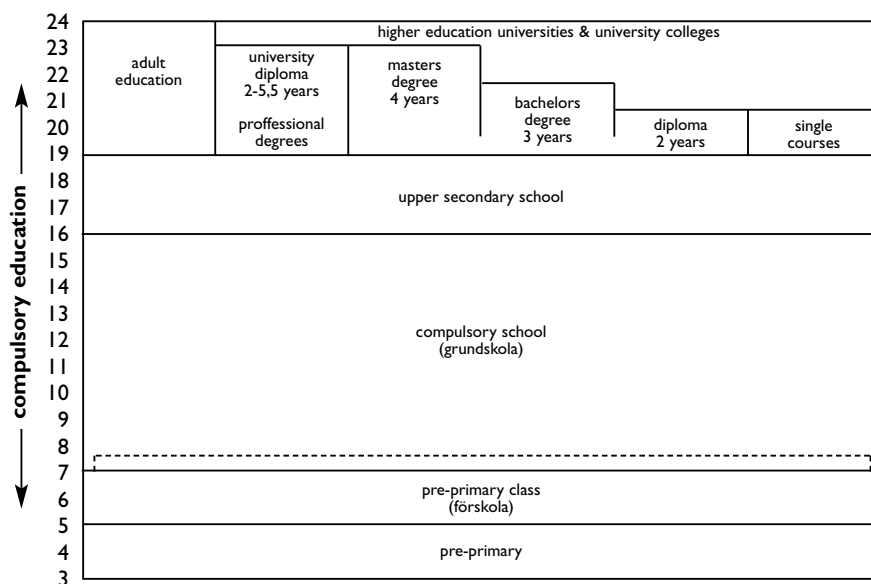 24
23
22
21
20
19
18
17
16
15
14
13
12
11
10
9
8
7
6
5
4
3
compulsory education
higher education universities & university colleges
adult
education
university
diploma
2-5,5 years
proffessional
degrees
masters
degree
4 years
bachelors
degree
3 years
diploma
2 years
single
courses
upper secondary school
compulsory school
(grundskola)
pre-primary class
(förskola)
pre-primary